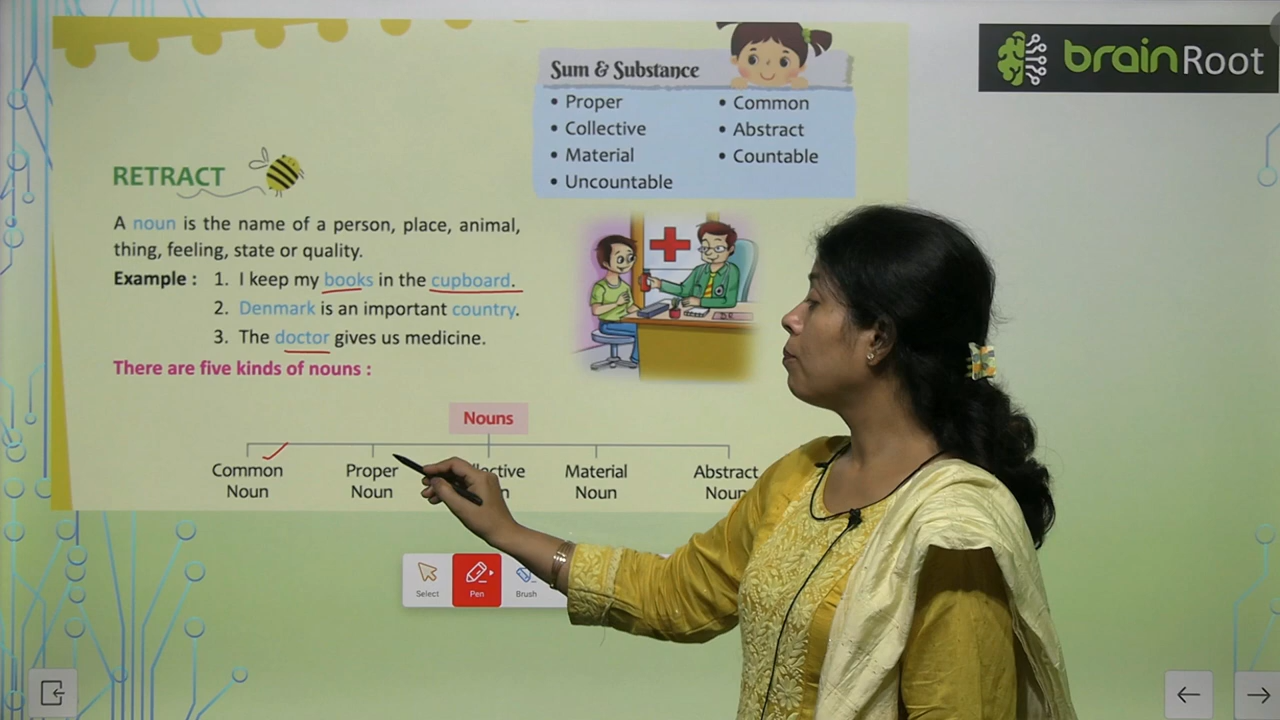 brainRoot
Sum & Substance
• Proper
• Common
• Collective
• Abstract
• Material
• Countable
• Uncountable
RETRACT
A noun is the name of a person, place, animal,
thing, feeling, state or quality.
Example : 1. I keep my books in the cupboard.
2. Denmark is an important country.
3. The doctor gives us medicine.
There are five kinds of nouns :
Nouns
Common Noun
Proper Noun
Material Noun
Abstract Noun
Select
Pen
Brush